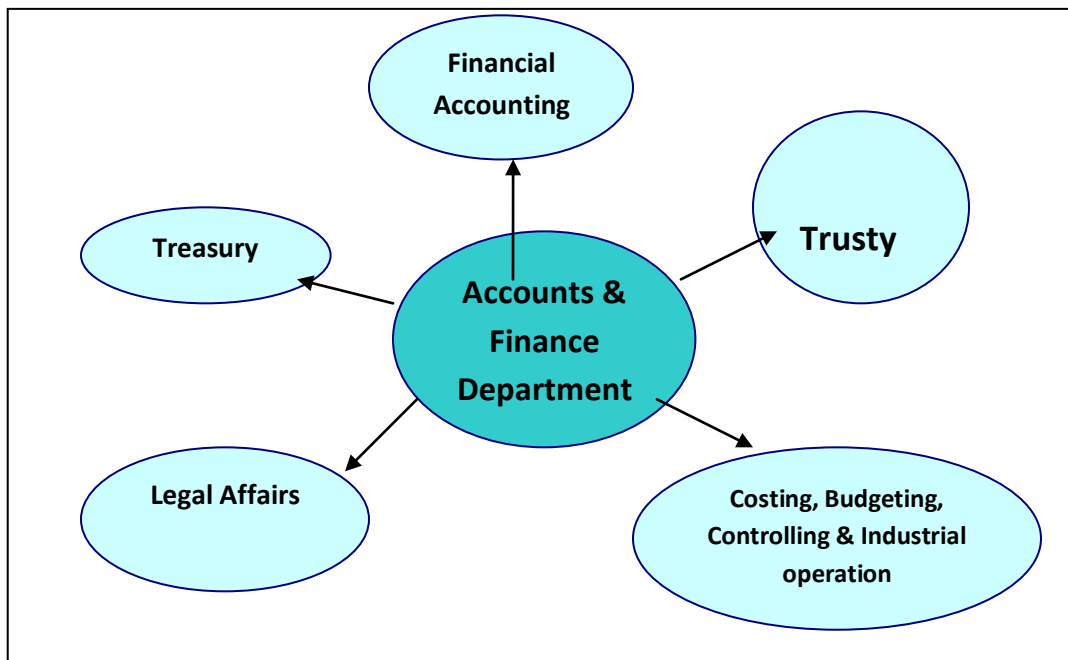 Financial
Accounting
Trusty
Treasury
Accounts &
Finance
Department
Legal Affairs
Costing, Budgeting,
Controlling & Industrial
operation